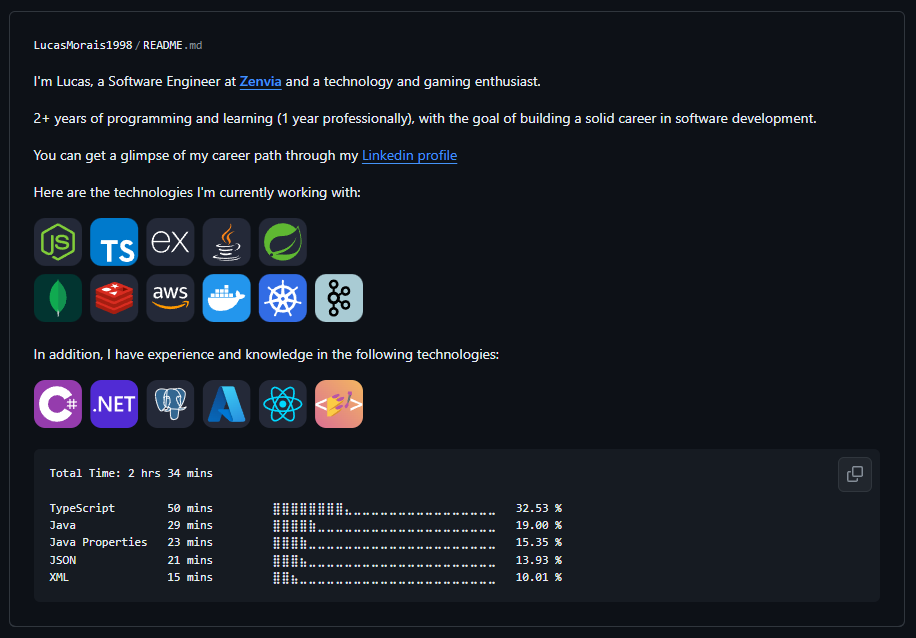 LucasMorais1998/README.md
I'm Lucas, a Software Engineer at Zenvia and a technology and gaming enthusiast.
2+ years of programming and learning (1 year professionally), with the goal of building a solid career in software development.
You can get a glimpse of my career path through my Linkedin profile
Here are the technologies I'm currently working with:
JS TS ex
aws
In addition, I have experience and knowledge in the following technologies:
C# .NET
Total Time: 2 hrs 34 mins
TypeScript 50 mins 32.53 %
Java 29 mins 19.00 %
Java Properties 23 mins 15.35 %
JSON 21 mins 13.93 %
XML 15 mins 10.01 %